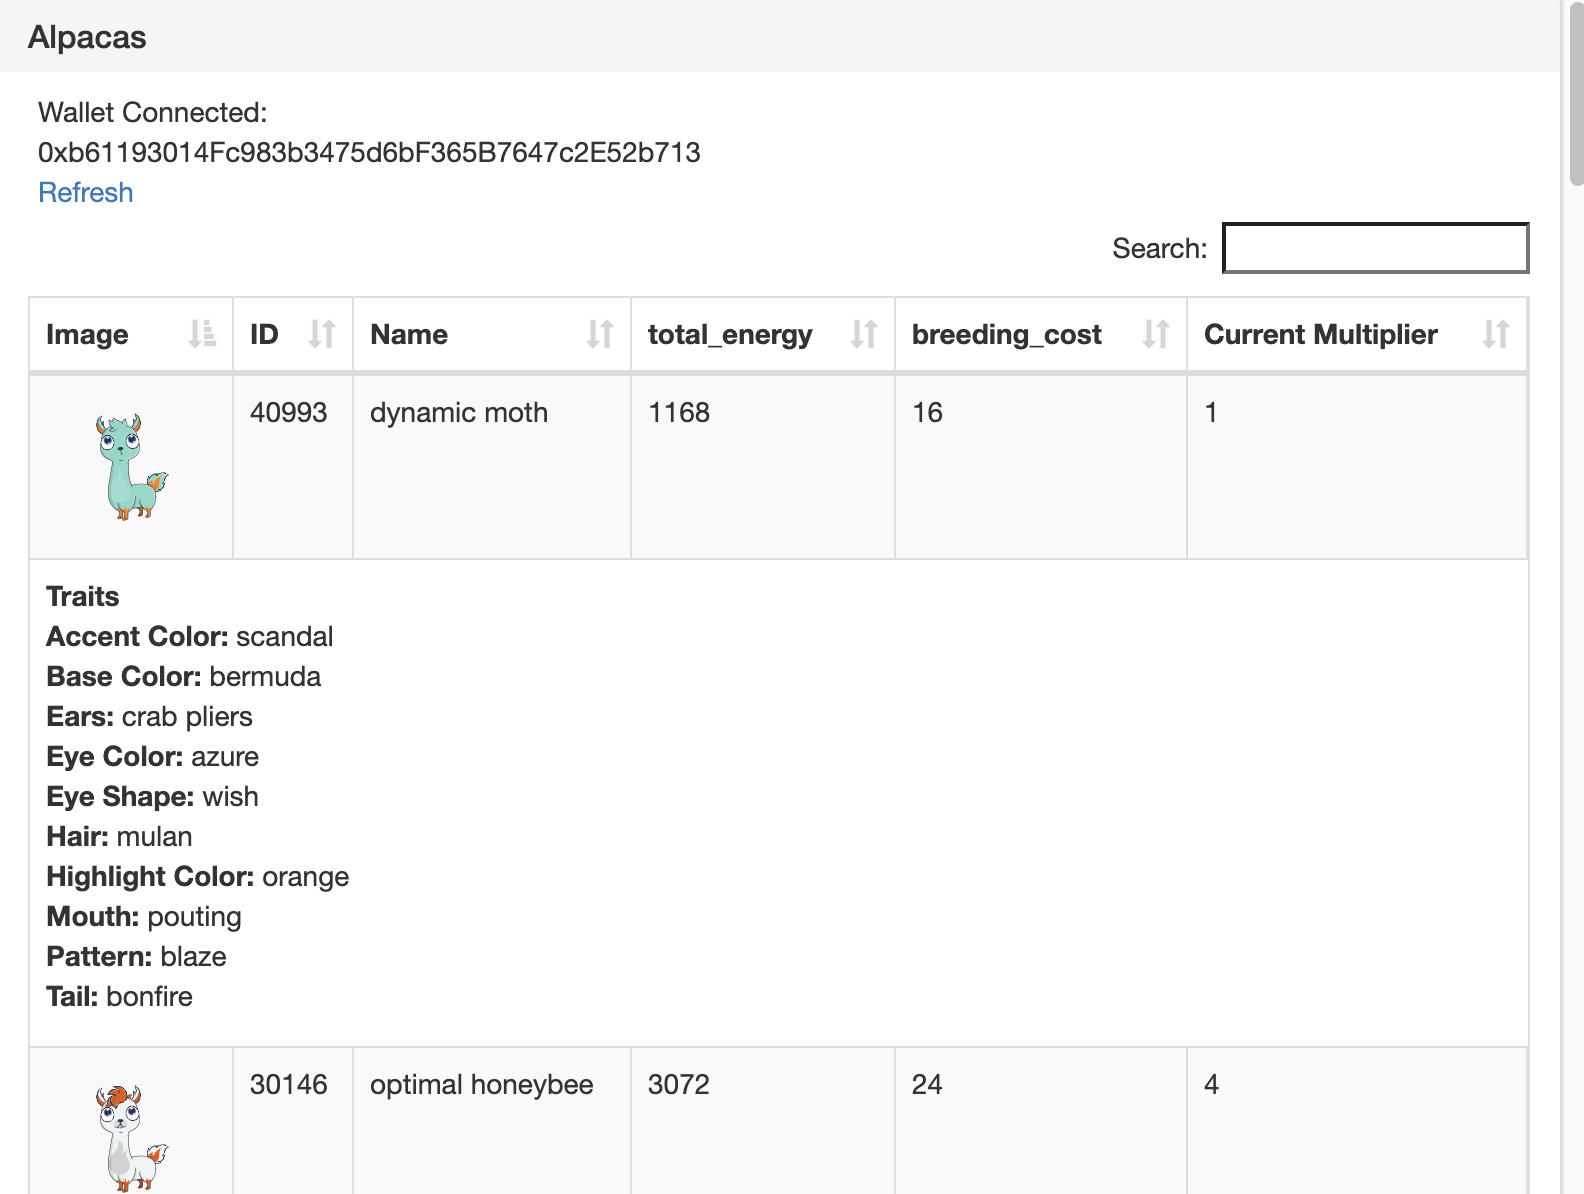 Alpacas
Wallet Connected:
0xb61193014Fc983b3475d6bF365B7647c2E52b713
Refresh
Search:
Image ID Name total_energy breeding_cost Current Multiplier
40993 dynamic moth 1168 16 1
Traits
Accent Color: scandal
Base Color: bermuda
Ears: crab pliers
Eye Color: azure
Eye Shape: wish
Hair: mulan
Highlight Color: orange
Mouth: pouting
Pattern: blaze
Tail: bonfire
30146 optimal honeybee 3072 24 4